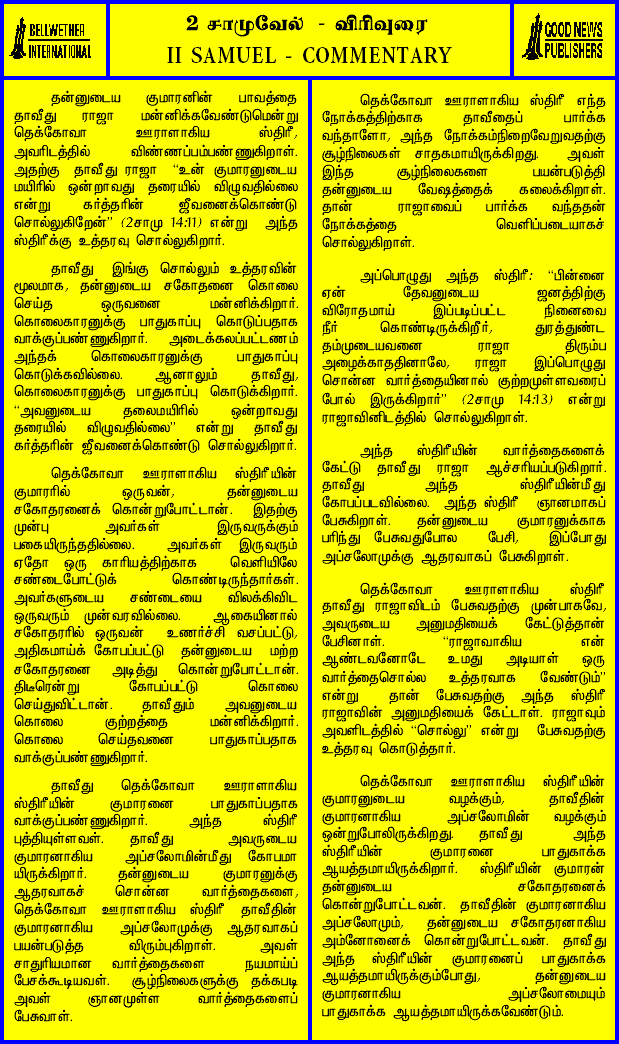 BELLWETHER
INTERNATIONAL
2 சாமுவேல் - விரிவுரை
II SAMUEL - COMMENTARY
GOOD NEWS
PUBLISHERS
தன்னுடைய குமாரனின் பாவத்தை
தாவீது ராஜா மன்னிக்கவேண்டுமென்று
தெக்கோவா ஊராளாகிய ஸ்திரீ,
அவரிடத்தில் விண்ணப்பம்பண்ணுகிறாள்.
அதற்கு தாவீது ராஜா “உன் குமாரனுடைய
மயிரில் ஒன்றாவது தரையில் விழுவதில்லை
என்று கர்த்தரின் ஜீவனைக்கொண்டு
சொல்லுகிறேன்” (2சாமு 14:11) என்று அந்த
ஸ்திரீக்கு உத்தரவு சொல்லுகிறார்.
தாவீது இங்கு சொல்லும் உத்தரவின்
மூலமாக, தன்னுடைய சகோதனை கொலை
செய்த ஒருவனை மன்னிக்கிறார்.
கொலைகாரனுக்கு பாதுகாப்பு கொடுப்பதாக
வாக்குப்பண்ணுகிறார். அடைக்கலப்பட்டணம்
அந்தக் கொலைகாரனுக்கு பாதுகாப்பு
கொடுக்கவில்லை. ஆனாலும் தாவீது,
கொலைகாரனுக்கு பாதுகாப்பு கொடுக்கிறார்.
“அவனுடைய தலைமயிரில் ஒன்றாவது
தரையில் விழுவதில்லை” என்று தாவீது
கர்த்தரின் ஜீவனைக்கொண்டு சொல்லுகிறார்.
தெக்கோவா ஊராளாகிய ஸ்திரீயின்
குமாரரில் ஒருவன், தன்னுடைய
சகோதரனைக் கொன்றுபோட்டான். இதற்கு
முன்பு அவர்கள் இருவருக்கும்
பகையிருந்ததில்லை. அவர்கள் இருவரும்
ஏதோ ஒரு காரியத்திற்காக வெளியிலே
சண்டைபோட்டுக் கொண்டிருந்தார்கள்.
அவர்களுடைய சண்டையை விலக்கிவிட
ஒருவரும் முன்வரவில்லை. ஆகையினால்
சகோதரரில் ஒருவன் உணர்ச்சி வசப்பட்டு,
அதிகமாய்க் கோபப்பட்டு தன்னுடைய மற்ற
சகோதரனை அடித்து கொன்றுபோட்டான்.
திடீரென்று கோபப்பட்டு கொலை
செய்துவிட்டான். தாவீதும் அவனுடைய
கொலை குற்றத்தை மன்னிக்கிறார்.
கொலை செய்தவனை பாதுகாப்பதாக
வாக்குப்பண்ணுகிறார்.
தாவீது தெக்கோவா ஊராளாகிய
ஸ்திரீயின் குமாரனை பாதுகாப்பதாக
வாக்குப்பண்ணுகிறார். அந்த ஸ்திரீ
புத்தியுள்ளவள். தாவீது அவருடைய
குமாரனாகிய அப்சலோமின்மீது கோபமா
யிருக்கிறார். தன்னுடைய குமாரனுக்கு
ஆதரவாகச் சொன்ன வார்த்தைகளை,
தெக்கோவா ஊராளாகிய ஸ்திரீ தாவீதின்
குமாரனாகிய அப்சலோமுக்கு ஆதரவாகப்
பயன்படுத்த விரும்புகிறாள். அவள்
சாதுரியமான வார்த்தைகளை நயமாய்ப்
பேசக்கூடியவள். சூழ்நிலைகளுக்கு தக்கபடி
அவள் ஞானமுள்ள வார்த்தைகளைப்
பேசுவாள்.
தெக்கோவா ஊராளாகிய ஸ்திரீ எந்த
நோக்கத்திற்காக தாவீதைப் பார்க்க
வந்தாளோ, அந்த நோக்கம்நிறைவேறுவதற்கு
சூழ்நிலைகள் சாதகமாயிருக்கிறது. அவள்
இந்த சூழ்நிலைகளை பயன்படுத்தி
தன்னுடைய வேஷத்தைக் கலைக்கிறாள்.
தான் ராஜாவைப் பார்க்க வந்ததன்
நோக்கத்தை வெளிப்படையாகச்
சொல்லுகிறாள்.
அப்பொழுது அந்த ஸ்திரீ: “பின்னை
ஏன் தேவனுடைய ஜனத்திற்கு
விரோதமாய் இப்படிப்பட்ட நினைவை
நீர் கொண்டிருக்கிறீர், துரத்துண்ட
தம்முடையவனை ராஜா திரும்ப
அழைக்காததினாலே, ராஜா இப்பொழுது
சொன்ன வார்த்தையினால் குற்றமுள்ளவரைப்
போல் இருக்கிறார்” (2சாமு 14:13) என்று
ராஜாவினிடத்தில் சொல்லுகிறாள்.
அந்த ஸ்திரீயின் வார்த்தைகளைக்
கேட்டு தாவீது ராஜா ஆச்சரியப்படுகிறார்.
தாவீது அந்த ஸ்திரீயின்மீது
கோபப்படவில்லை. அந்த ஸ்திரீ ஞானமாகப்
பேசுகிறாள். தன்னுடைய குமாரனுக்காக
பரிந்து பேசுவதுபோல பேசி, இப்போது
அப்சலோமுக்கு ஆதரவாகப் பேசுகிறாள்.
தெக்கோவா ஊராளாகிய ஸ்திரீ
தாவீது ராஜாவிடம் பேசுவதற்கு முன்பாகவே,
அவருடைய அனுமதியைக் கேட்டுத்தான்
பேசினாள். “ராஜாவாகிய என்
ஆண்டவனோடே உமது அடியாள் ஒரு
வார்த்தைசொல்ல உத்தரவாக வேண்டும்”
என்று தான் பேசுவதற்கு அந்த ஸ்திரீ
ராஜாவின் அனுமதியைக் கேட்டாள். ராஜாவும்
அவளிடத்தில் “சொல்லு” என்று பேசுவதற்கு
உத்தரவு கொடுத்தார்.
தெக்கோவா ஊராளாகிய ஸ்திரீயின்
குமாரனுடைய வழக்கும், தாவீதின்
குமாரனாகிய அப்சலோமின் வழக்கும்
ஒன்றுபோலிருக்கிறது. தாவீது அந்த
ஸ்திரீயின் குமாரனை பாதுகாக்க
ஆயத்தமாயிருக்கிறார். ஸ்திரீயின் குமாரன்
தன்னுடைய சகோதரனைக்
கொன்றுபோட்டவன். தாவீதின் குமாரனாகிய
அப்சலோமும், தன்னுடைய சகோதரனாகிய
அம்னோனைக் கொன்றுபோட்டவன். தாவீது
அந்த ஸ்திரீயின் குமாரனைப் பாதுகாக்க
ஆயத்தமாயிருக்கும்போது, தன்னுடைய
குமாரனாகிய அப்சலோமையும்
பாதுகாக்க ஆயத்தமாயிருக்கவேண்டும்.